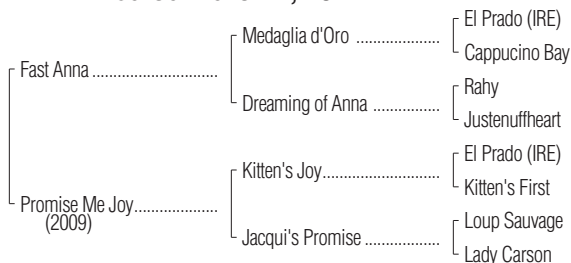 El Prado (IRE)
Medaglia d'Oro ....................
Cappucino Bay
Fast Anna ..............................
Rahy
Dreaming of Anna ................
Justenuffheart
El Prado (IRE)
Kitten's Joy............................
Kitten's First
Promise Me Joy....................
(2009)
Loup Sauvage
Jacqui's Promise ..................
Lady Carson